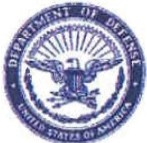 DEPARTMENT OF DEFENSE
UNITED STATES OF AMERICA